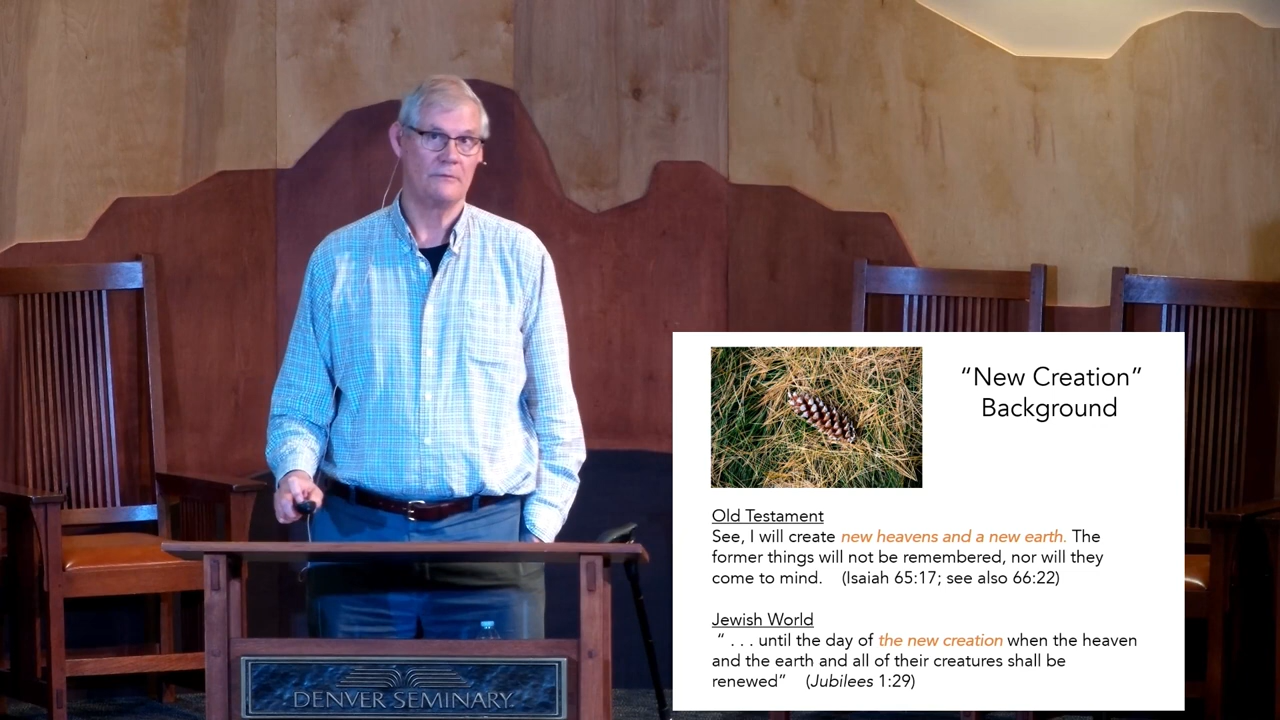 “New Creation”
Background
Old Testament
See, I will create new heavens and a new earth. The
former things will not be remembered, nor will they
come to mind. (Isaiah 65:17; see also 66:22)
Jewish World
“ . . . until the day of the new creation when the heaven
and the earth and all of their creatures shall be
renewed” (Jubilees 1:29)
DENVER SEMINARY